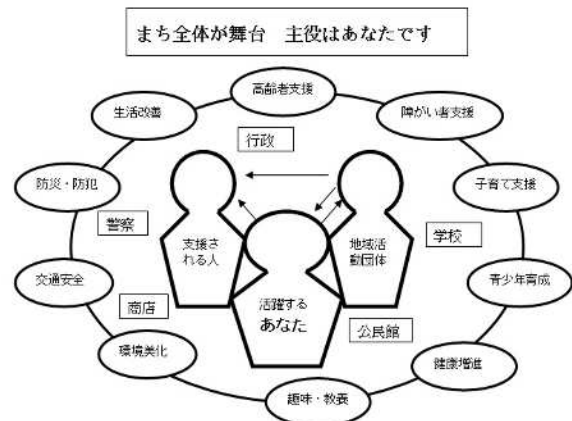 まち全体が舞台　主役はあなたです
高齢者支援
生活改善
障がい者支援
行政
防災・防犯
子育て支援
警察
学校
支援さ
れる人
地域活
動団体
交通安全
青少年育成
商店
活躍する
あなた
公民館
環境美化
健康増進
趣味・教養